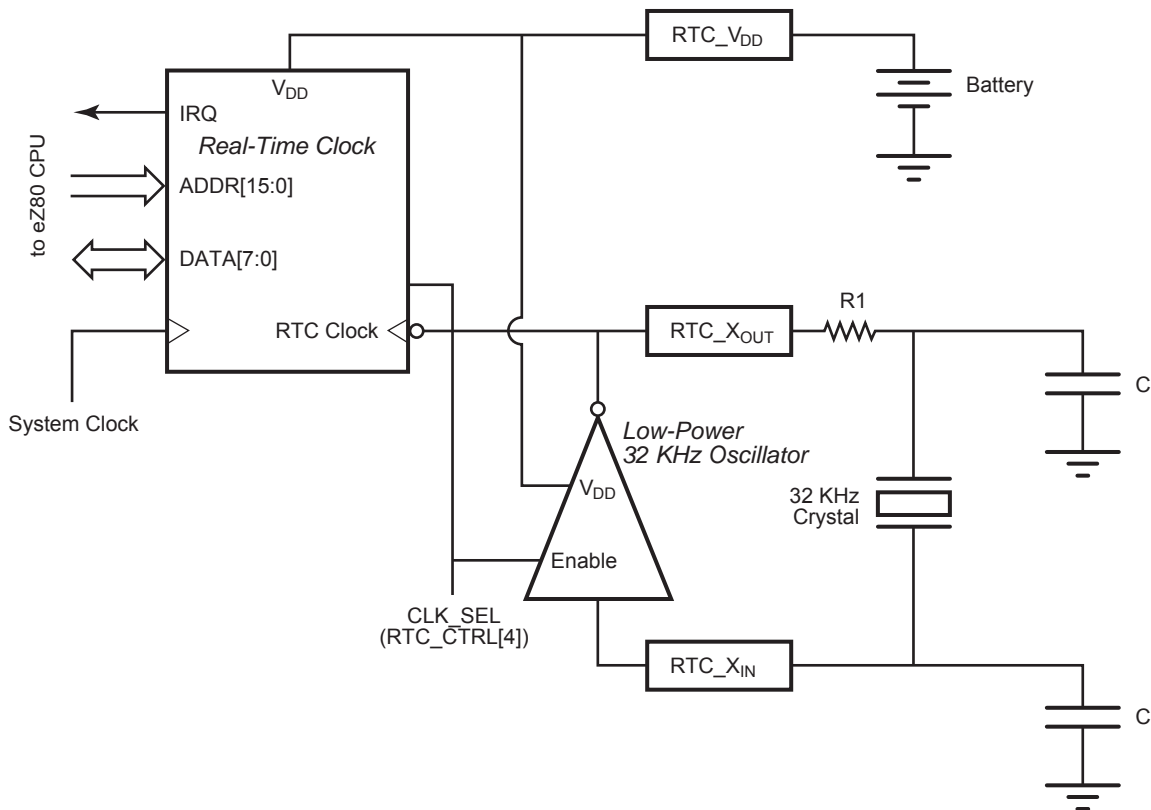 RTC_VDD
Battery
VDD
IRQ
Real-Time Clock
ADDR[15:0]
DATA[7:0]
to eZ80 CPU
RTC Clock
System Clock
RTC_XOUT
R1
C
Low-Power
32 KHz Oscillator
VDD
Enable
32 KHz
Crystal
CLK_SEL
(RTC_CTRL[4])
RTC_XIN
C